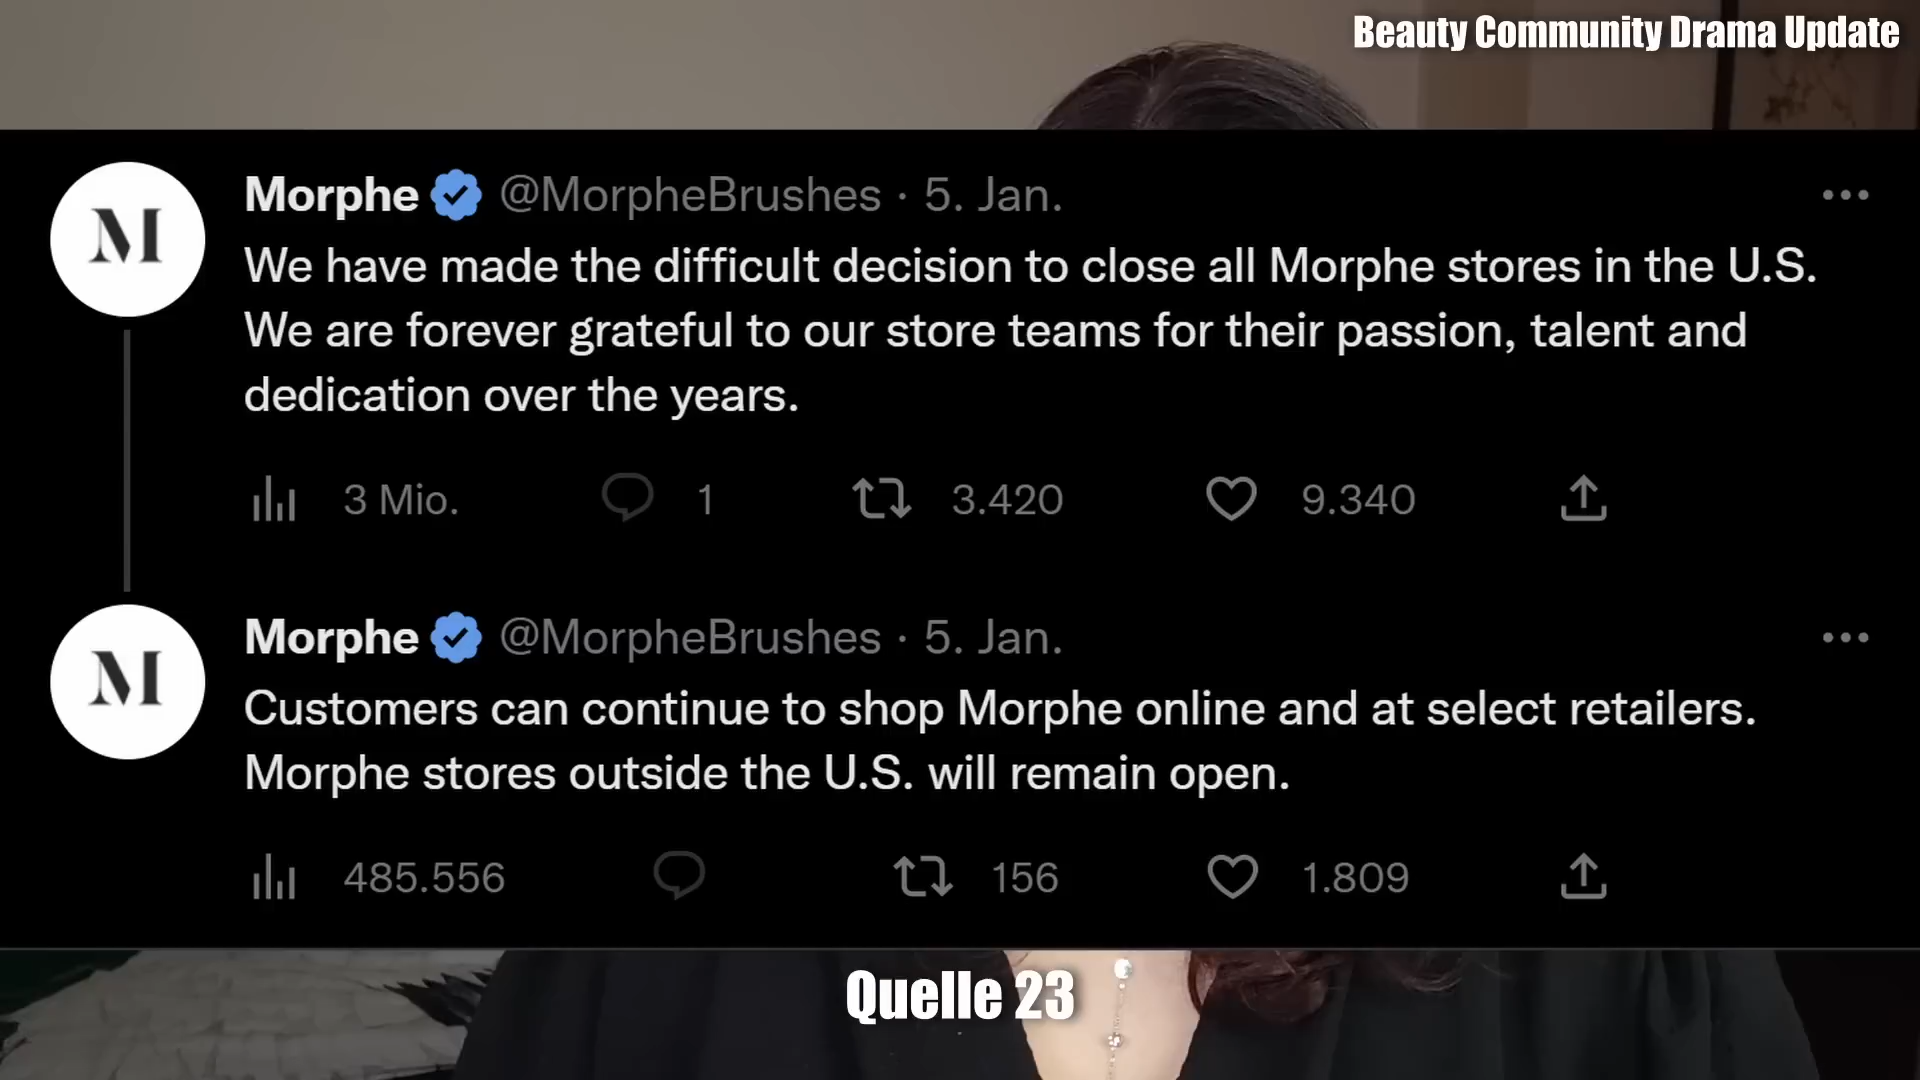 Beauty Community Drama Update
M
Morphe @MorpheBrushes · 5. Jan.
We have made the difficult decision to close all Morphe stores in the U.S.
We are forever grateful to our store teams for their passion, talent and
dedication over the years.
3 Mio. 1 3.420 9.340
M
Morphe @MorpheBrushes · 5. Jan.
Customers can continue to shop Morphe online and at select retailers.
Morphe stores outside the U.S. will remain open.
485.556 156 1.809
Quelle 23